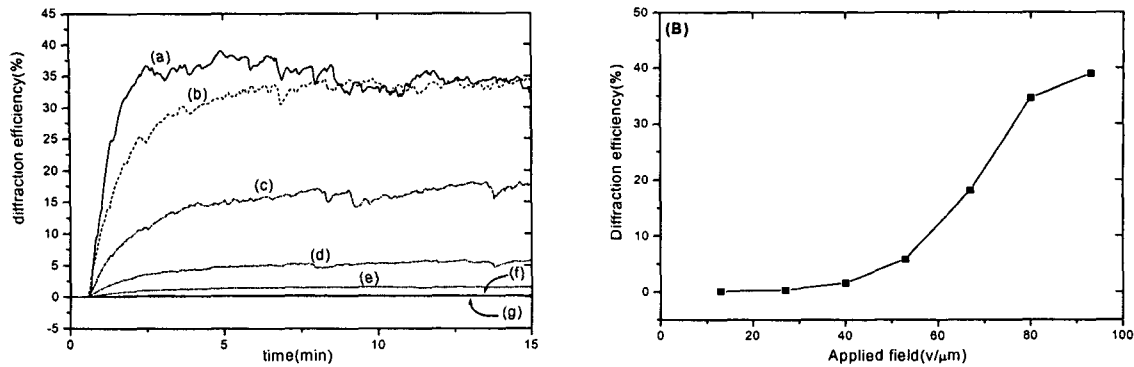 45
40
35
30
25
20
15
10
5
0
-5
diffraction efficiency(%)
(a)
(b)
(c)
(d)
(e)
(f)
(g)
0 5 10 15
time(min)
(B)
50
40
30
20
10
0
Diffraction efficiency(%)
0 20 40 60 80 100
Applied field(v/μm)